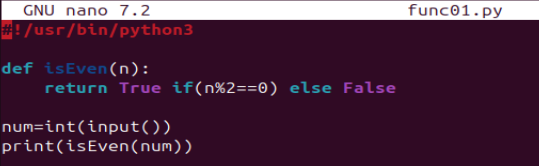 GNU nano 7.2 func01.py
#!/usr/bin/python3
def isEven(n):
    return True if(n%2==0) else False
num=int(input())
print(isEven(num))